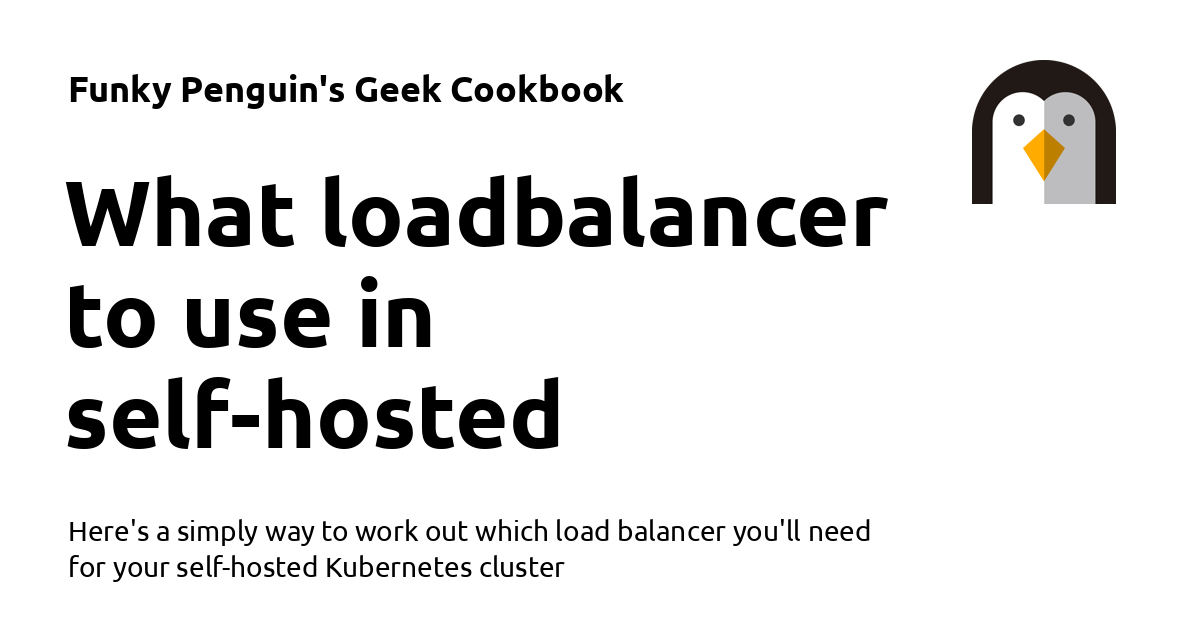 Funky Penguin's Geek Cookbook
What loadbalancer
to use in
self-hosted
Here's a simply way to work out which load balancer you'll need
for your self-hosted Kubernetes cluster